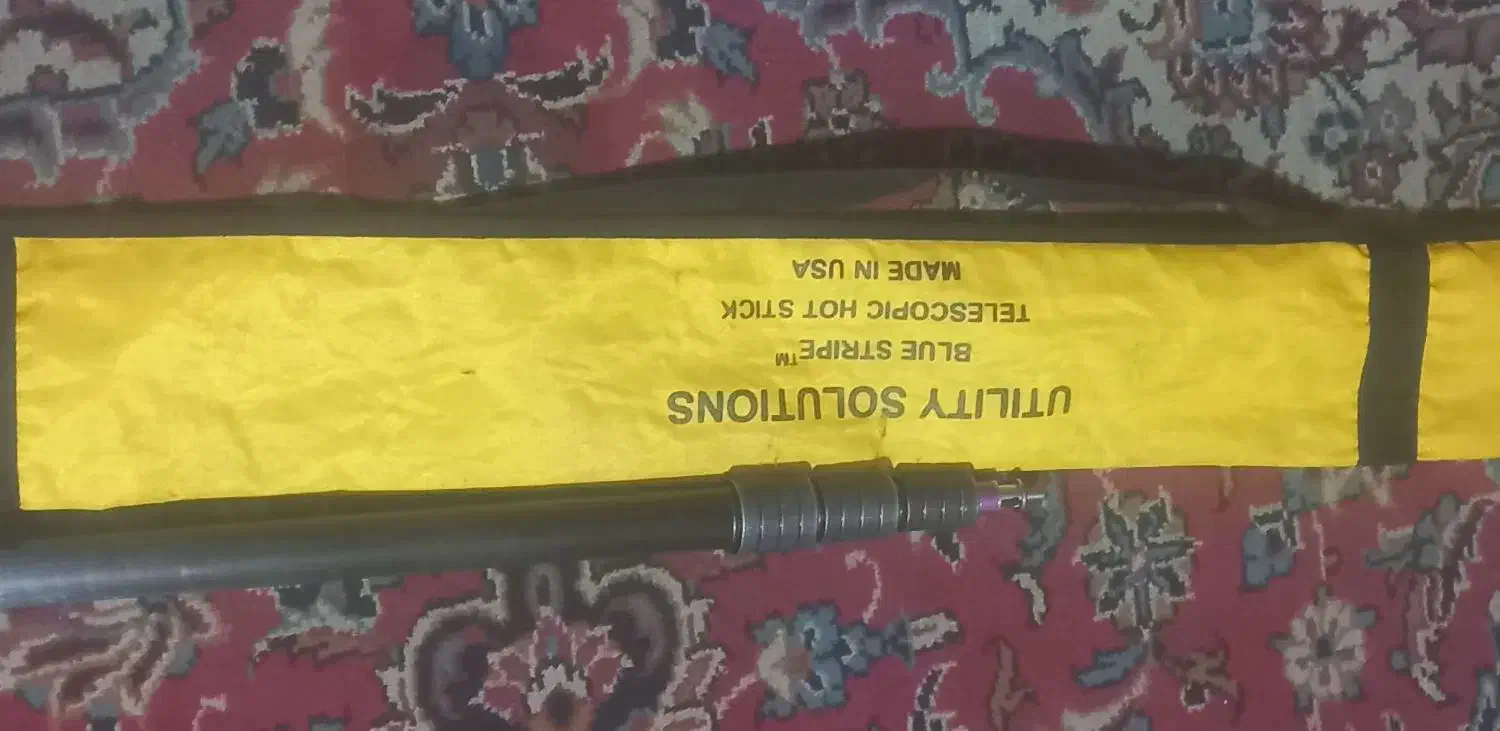 UTILITY SOLUTIONS
BLUE STRIPE™
TELESCOPIC HOT STICK
MADE IN USA